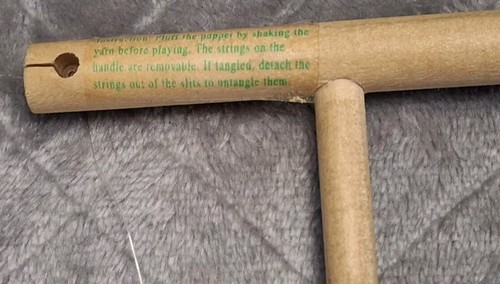 Instruction: Fluff the puppet by shaking the
yarn before playing. The strings on the
handle are removable. If tangled, detach the
strings out of the slits to untangle them.